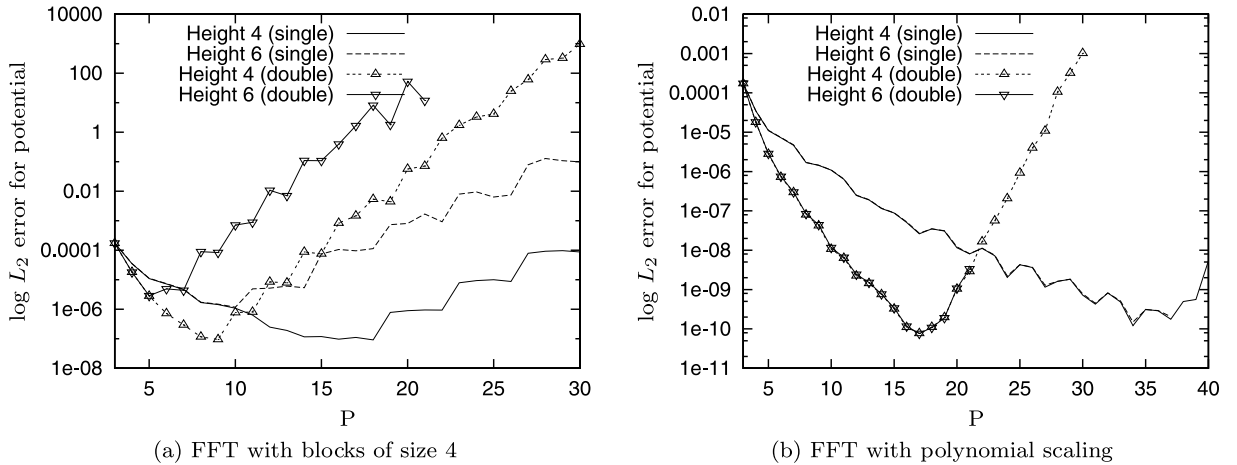 100
1
0.01
0.0001
1e-06
1e-08
log L2 error for potential
Height 4 (single)
Height 6 (single)
Height 4 (double)
Height 6 (double)
5 10 15 20 25 30
P
(a) FFT with blocks of size 4
0.01
0.001
0.0001
1e-05
1e-06
1e-07
1e-08
1e-09
1e-10
1e-11
log L2 error for potential
Height 4 (single)
Height 6 (single)
Height 4 (double)
Height 6 (double)
5 10 15 20 25 30 35 40
P
(b) FFT with polynomial scaling